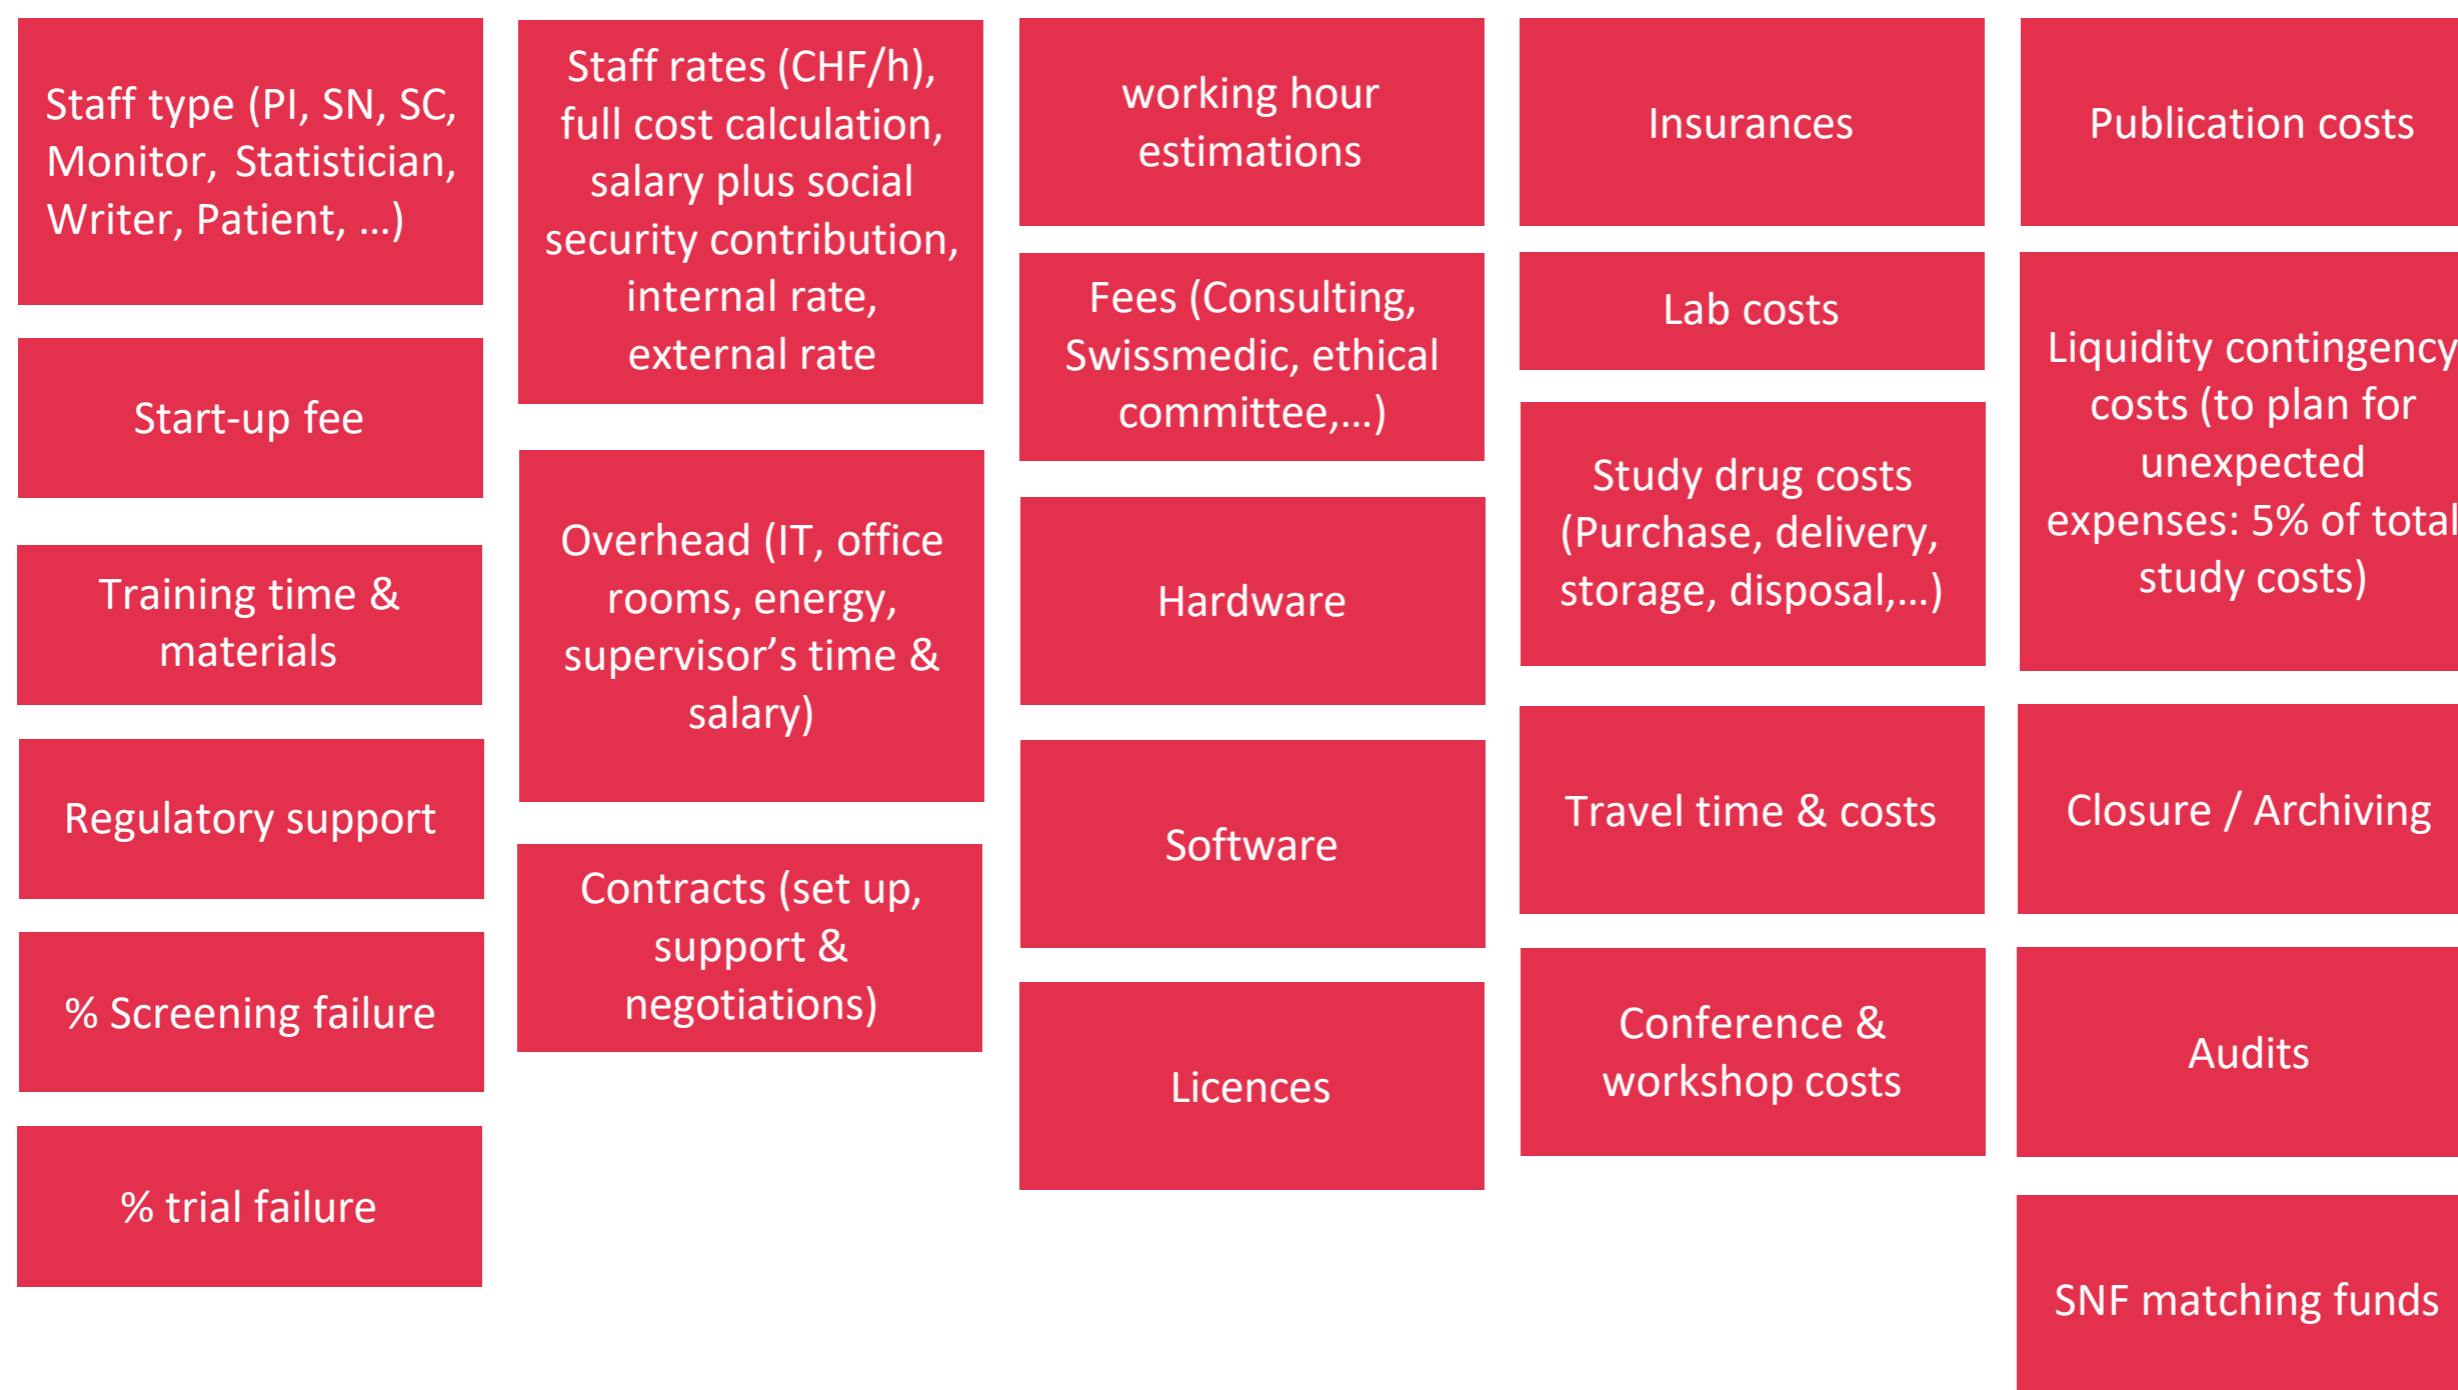 Staff type (PI, SN, SC,
Monitor, Statistician,
Writer, Patient, ...)
Start-up fee
Training time &
materials
Regulatory support
% Screening failure
% trial failure
Staff rates (CHF/h),
full cost calculation,
salary plus social
security contribution,
internal rate,
external rate
Overhead (IT, office
rooms, energy,
supervisor’s time &
salary)
Contracts (set up,
support &
negotiations)
working hour
estimations
Fees (Consulting,
Swissmedic, ethical
committee,...)
Hardware
Software
Licences
Insurances
Lab costs
Study drug costs
(Purchase, delivery,
storage, disposal,...)
Travel time & costs
Conference &
workshop costs
Publication costs
Liquidity contingency
costs (to plan for
unexpected
expenses: 5% of total
study costs)
Closure / Archiving
Audits
SNF matching funds